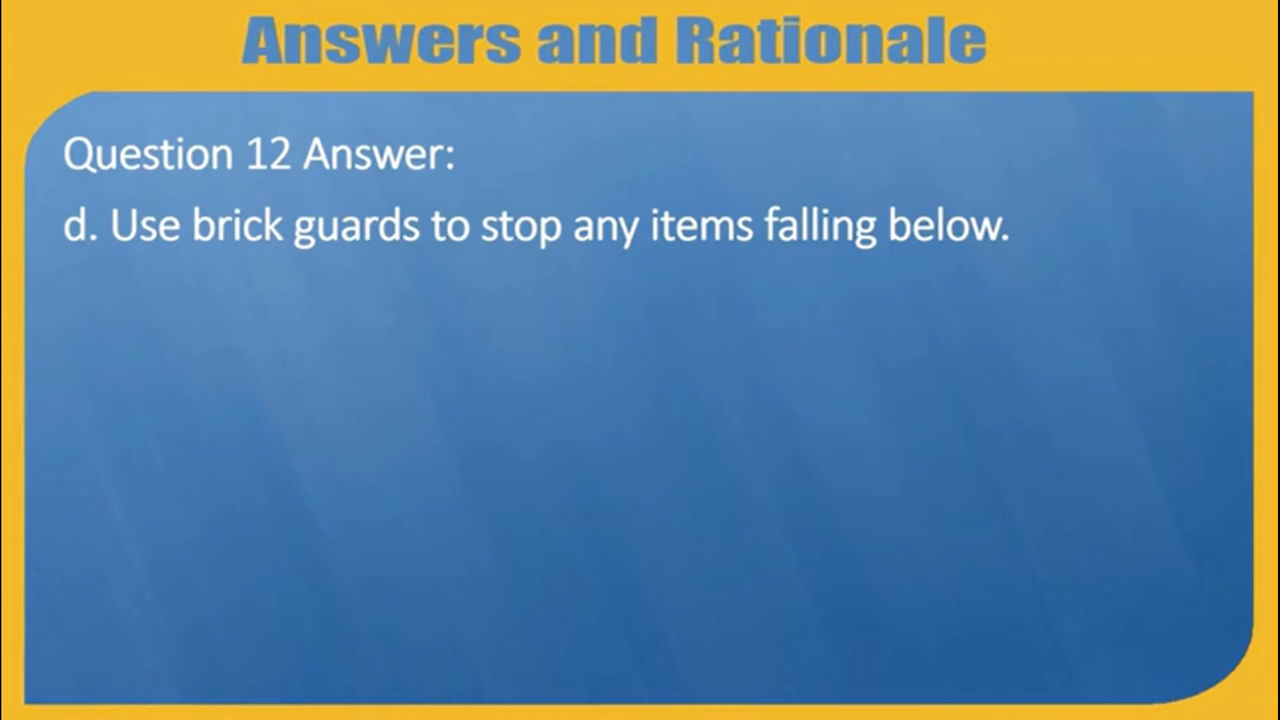 Answers and Rationale
Question 12 Answer:
d. Use brick guards to stop any items falling below.